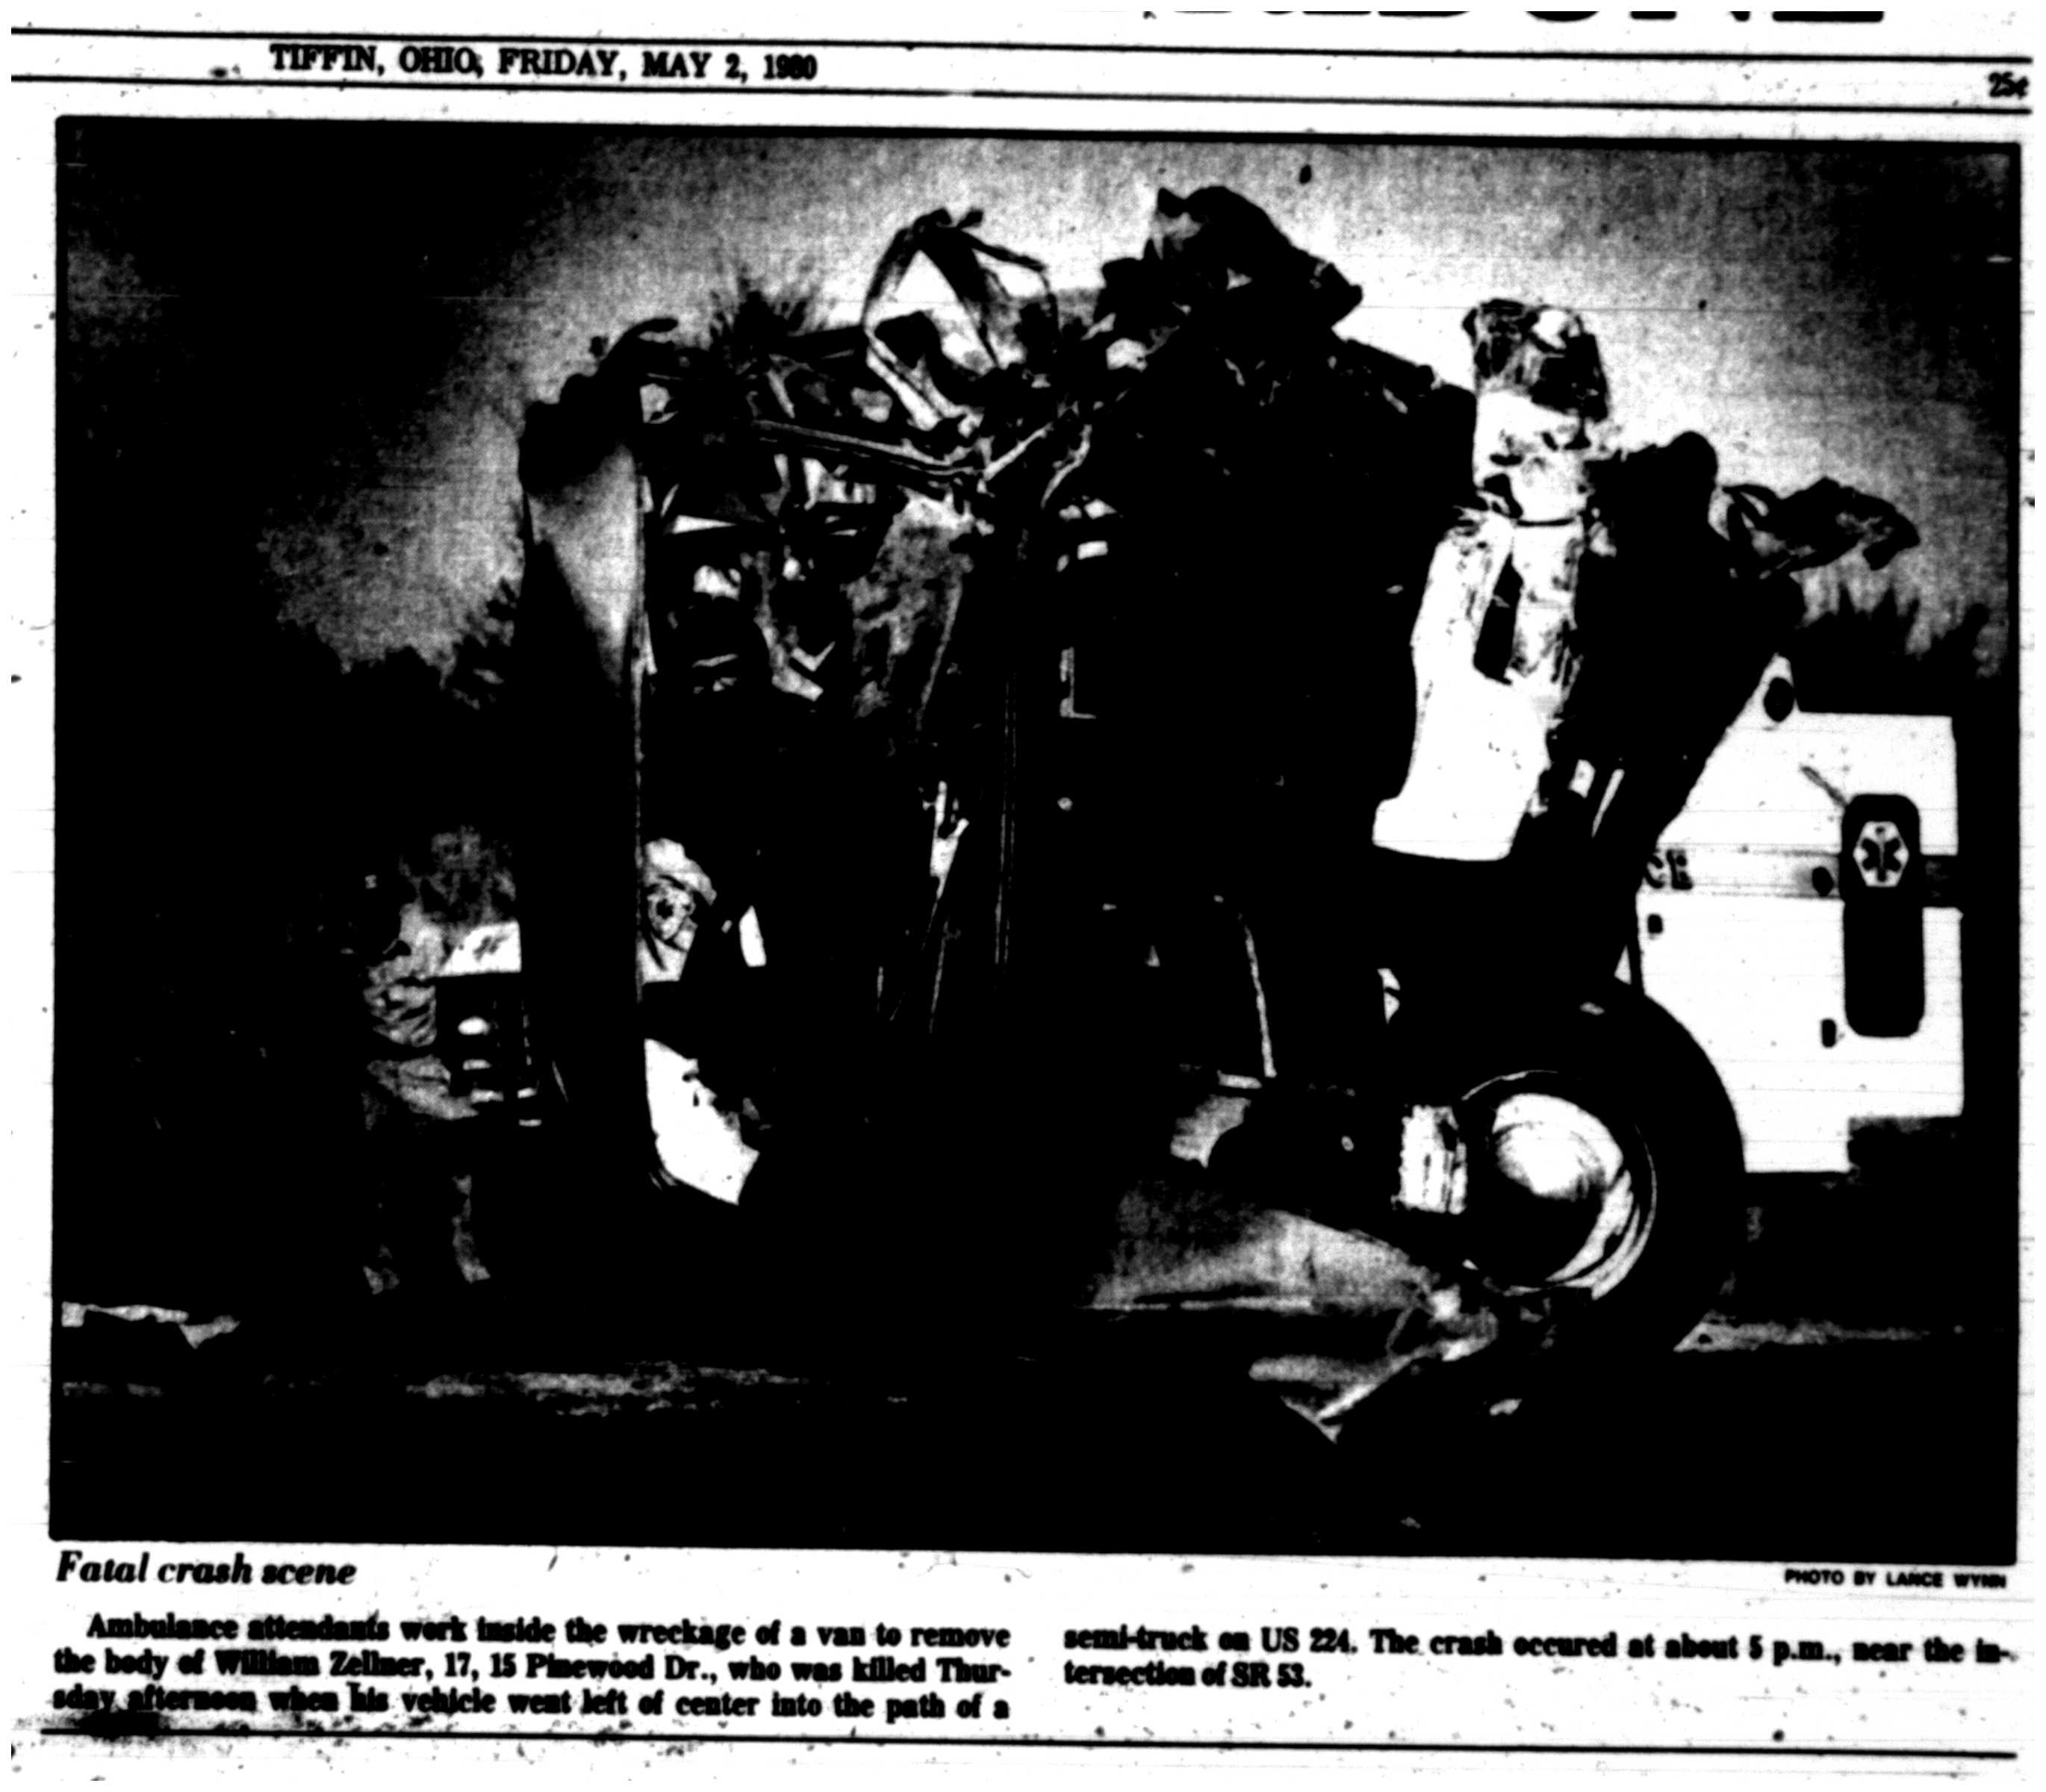 TIFFIN, OHIO, FRIDAY, MAY 2, 1980
25¢
CE
Fatal crash scene
PHOTO BY LANCE WYNN
Ambulance attendants work inside the wreckage of a van to remove
the body of William Zellner, 17, 15 Pinewood Dr., who was killed Thur-
sday afternoon when his vehicle went left of center into the path of a
semi-truck on US 224. The crash occured at about 5 p.m., near the in-
tersection of SR 53.